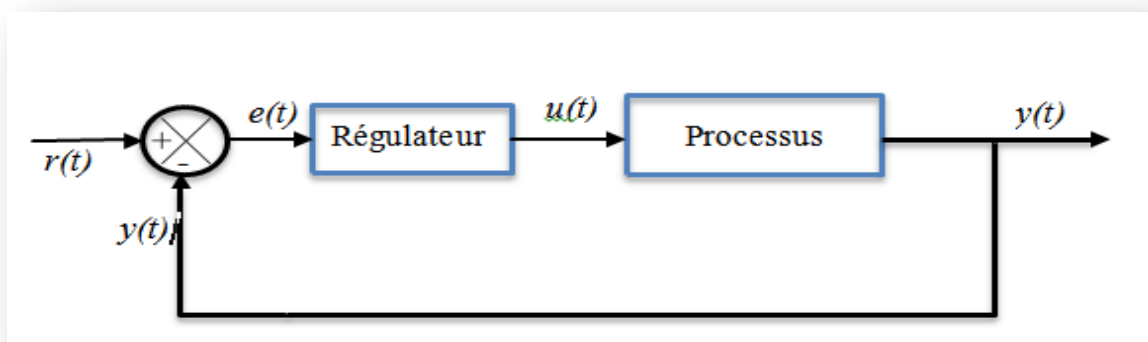 e(t)
u(t)
y(t)
Régulateur
Processus
+
r(t)
-
y(t)